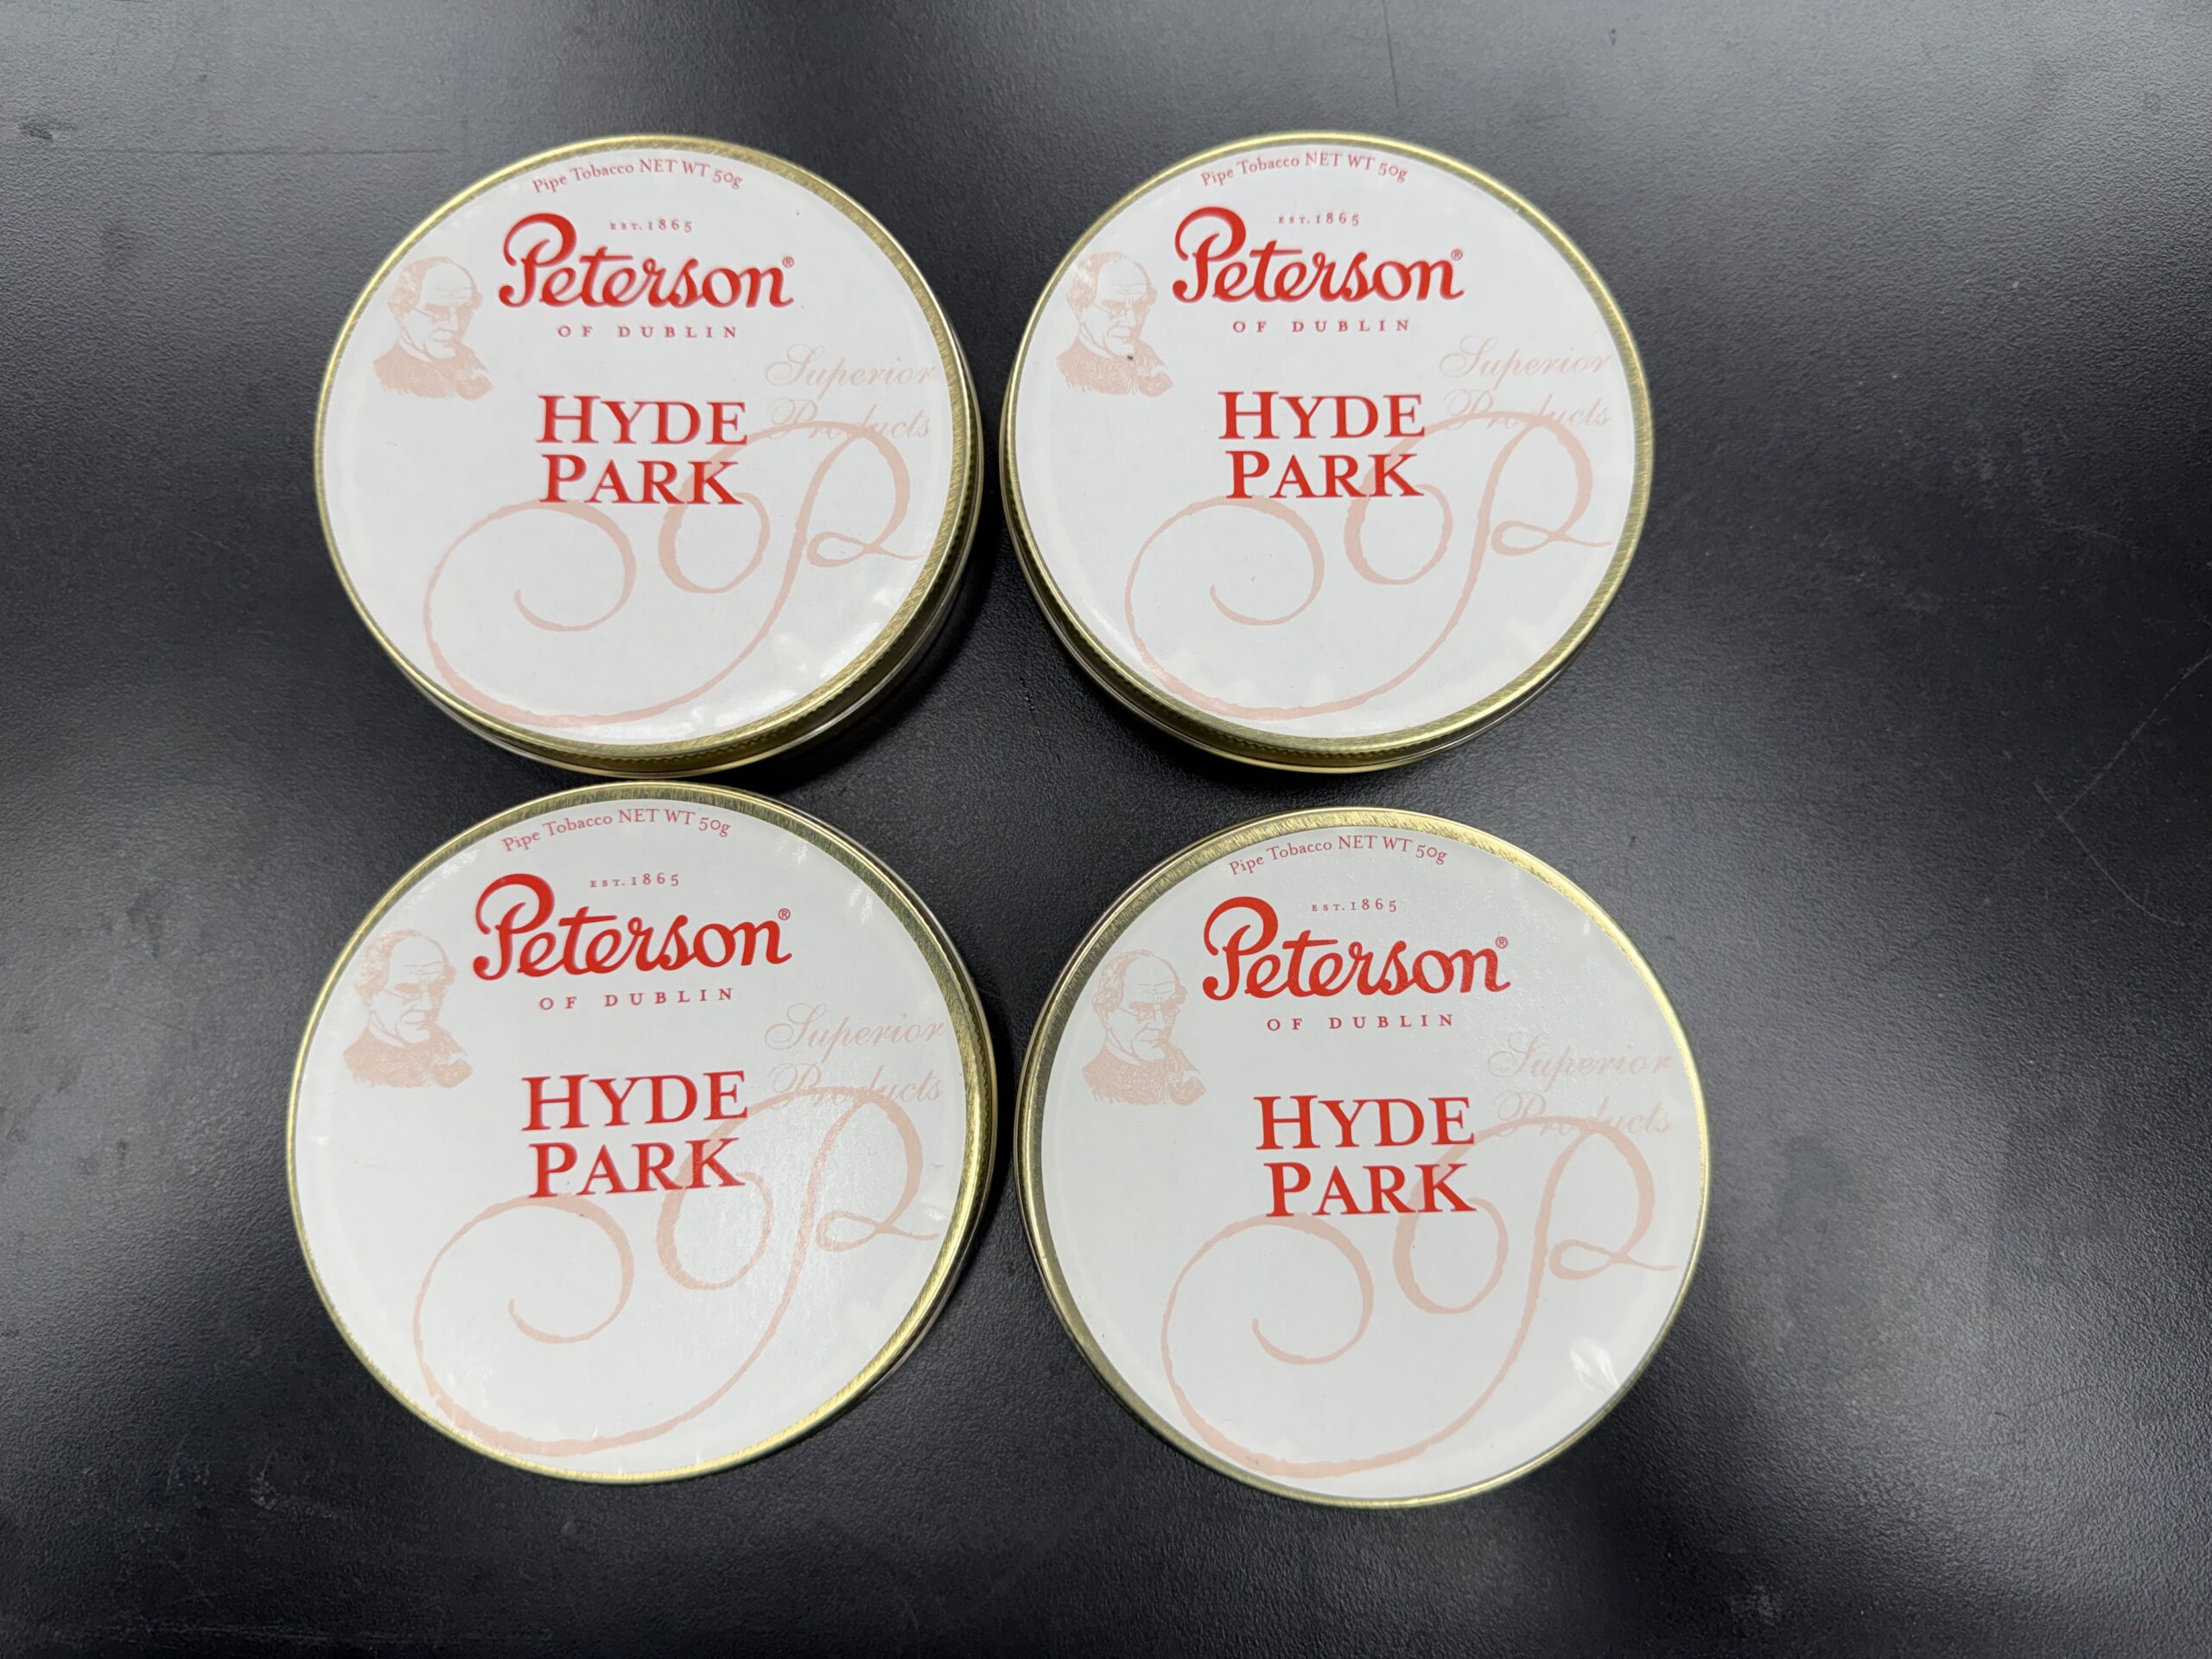 Pipe Tobacco NET WT 50g
EST. 1865
Peterson®
OF DUBLIN
Superior
Products
HYDE
PARK
Pipe Tobacco NET WT 50g
EST. 1865
Peterson®
OF DUBLIN
Superior
Products
HYDE
PARK
Pipe Tobacco NET WT 50g
EST. 1865
Peterson®
OF DUBLIN
Superior
Products
HYDE
PARK
Pipe Tobacco NET WT 50g
EST. 1865
Peterson®
OF DUBLIN
Superior
Products
HYDE
PARK